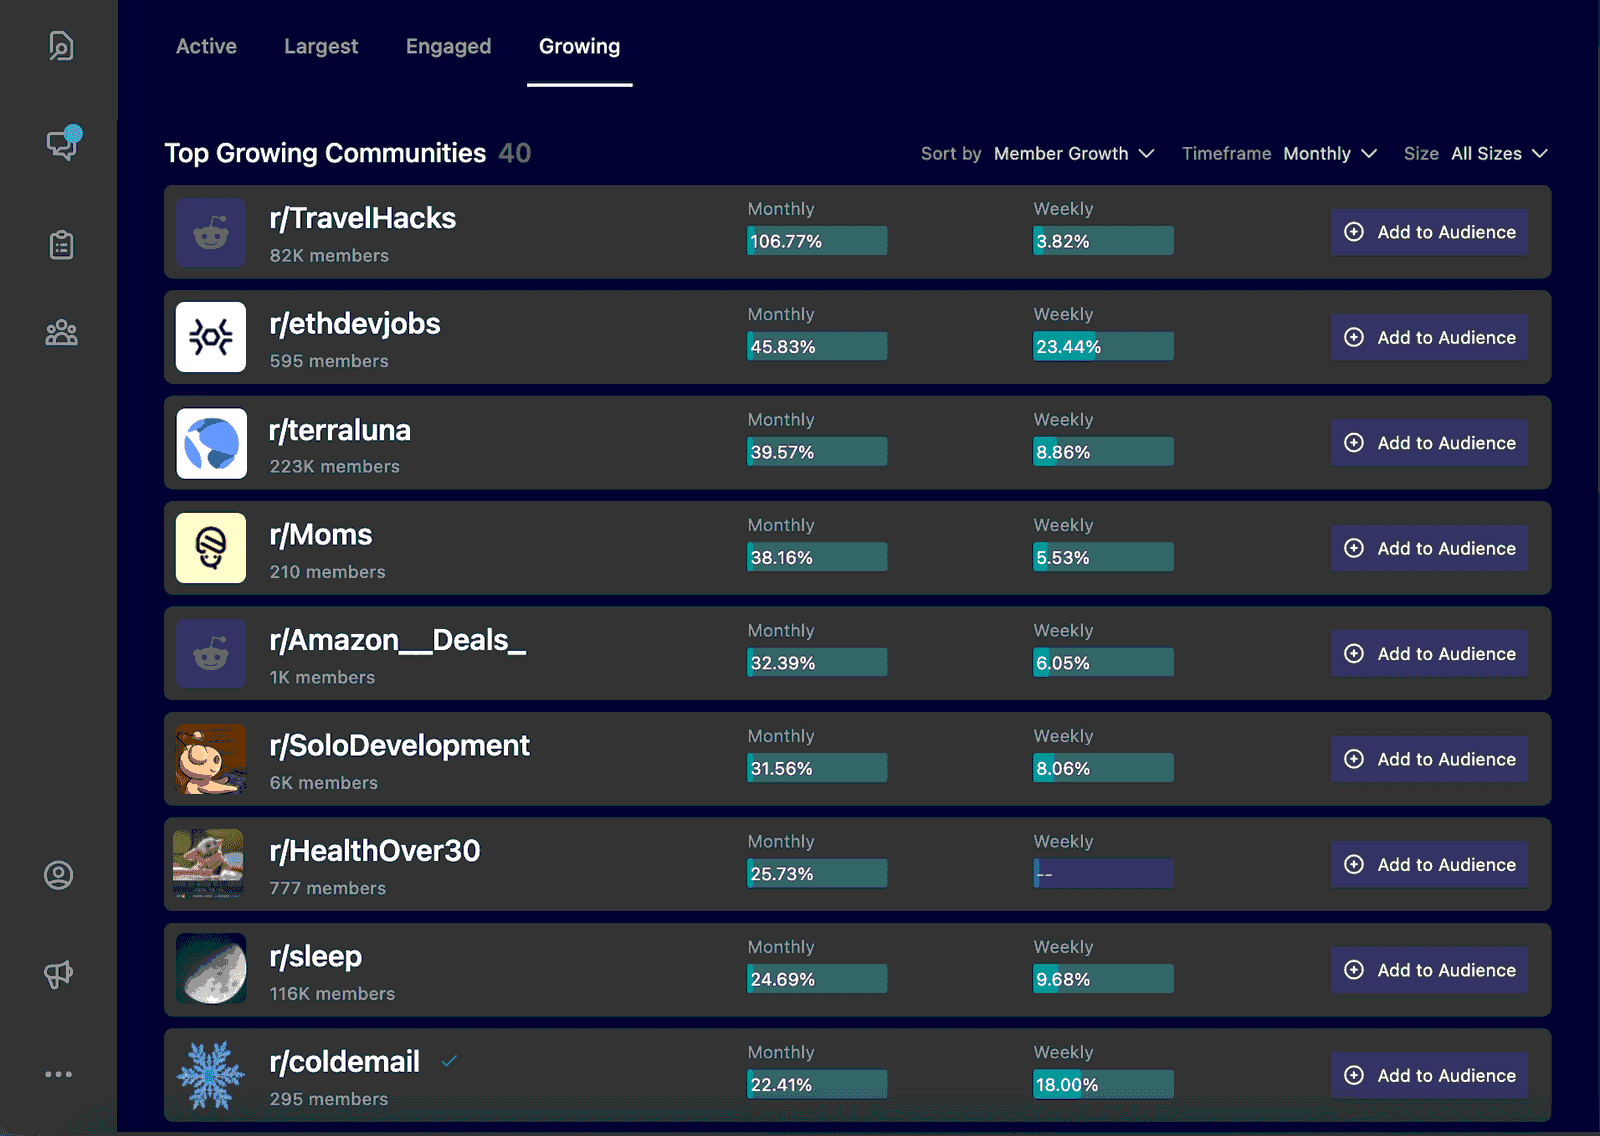 Active Largest Engaged Growing
Top Growing Communities 40 Sort by Member Growth Timeframe Monthly Size All Sizes
r/TravelHacks
82K members
Monthly
106.77%
Weekly
3.82%
Add to Audience
r/ethdevjobs
595 members
Monthly
45.83%
Weekly
23.44%
Add to Audience
r/terraluna
223K members
Monthly
39.57%
Weekly
8.86%
Add to Audience
r/Moms
210 members
Monthly
38.16%
Weekly
5.53%
Add to Audience
r/Amazon__Deals_
1K members
Monthly
32.39%
Weekly
6.05%
Add to Audience
r/SoloDevelopment
6K members
Monthly
31.56%
Weekly
8.06%
Add to Audience
r/HealthOver30
777 members
Monthly
25.73%
Weekly
--
Add to Audience
r/sleep
116K members
Monthly
24.69%
Weekly
9.68%
Add to Audience
r/coldemail
295 members
Monthly
22.41%
Weekly
18.00%
Add to Audience